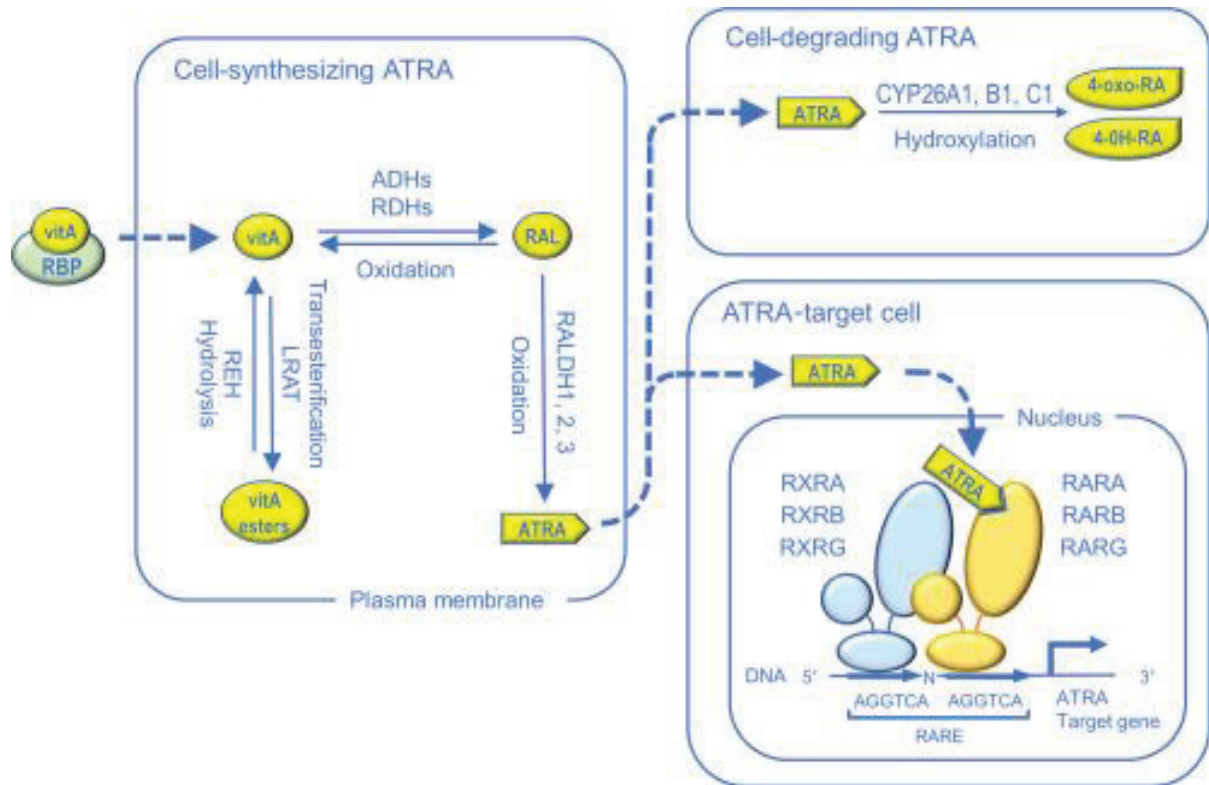 Cell-synthesizing ATRA
vitA
RBP
vitA
ADHs
RDHs
Oxidation
RAL
Transesterification
LRAT
REH
Hydrolysis
RALDH1, 2, 3
Oxidation
vitA
esters
ATRA
Plasma membrane
Cell-degrading ATRA
ATRA
CYP26A1, B1, C1
Hydroxylation
4-oxo-RA
4-0H-RA
ATRA-target cell
ATRA
Nucleus
ATRA
RXRA
RXRB
RXRG
RARA
RARB
RARG
DNA 5' N 3'
AGGTCA AGGTCA
RARE
ATRA
Target gene